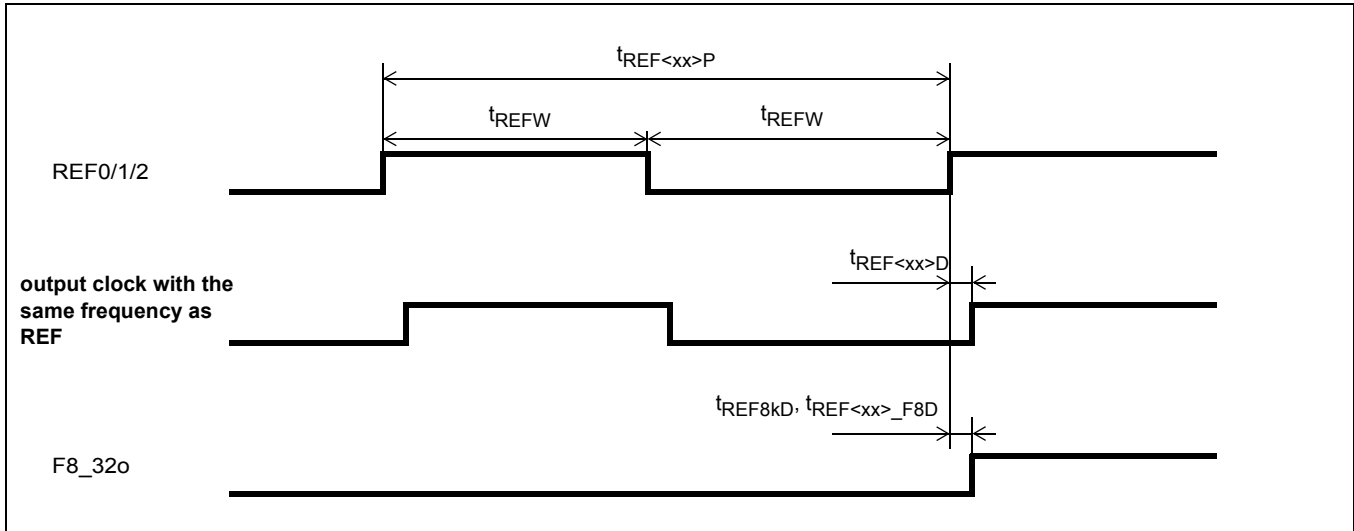 tREF<xx>P
tREFW tREFW
REF0/1/2
tREF<xx>D
output clock with the
same frequency as
REF
tREF8kD, tREF<xx>_F8D
F8_32o